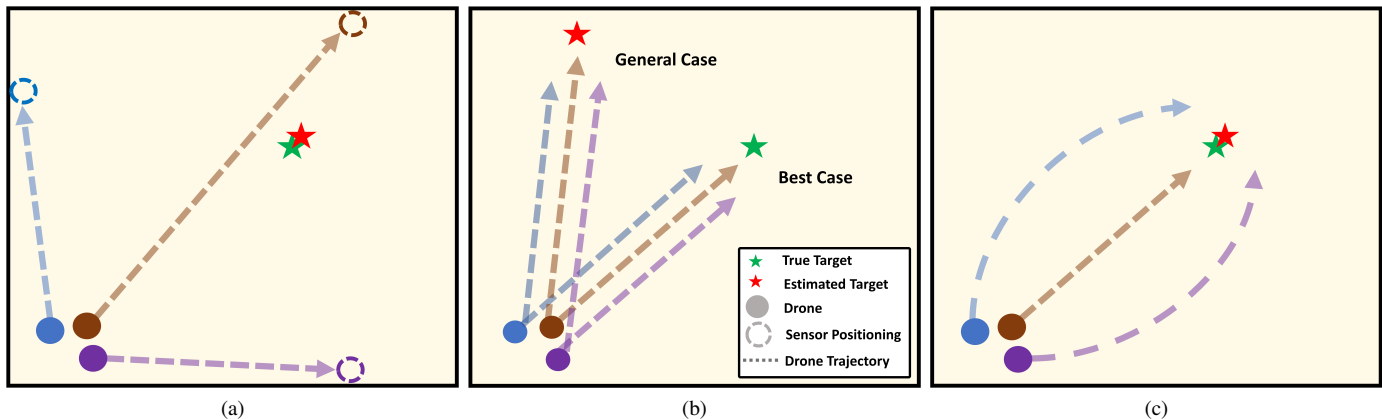 General Case
Best Case
True Target
Estimated Target
Drone
Sensor Positioning
Drone Trajectory
(a)
(b)
(c)